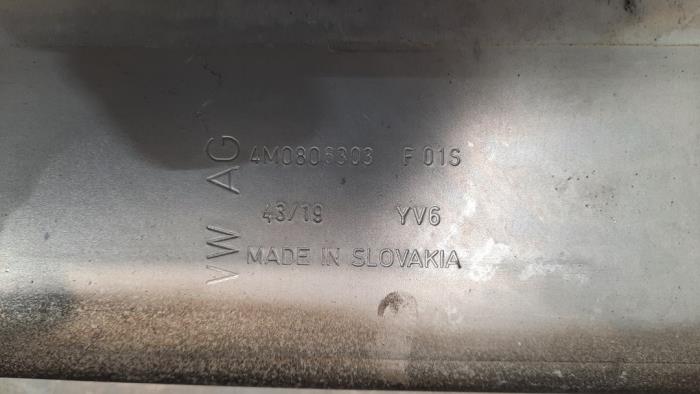 VW AG
4M0806303 F 01S
43/19 YV6
MADE IN SLOVAKIA